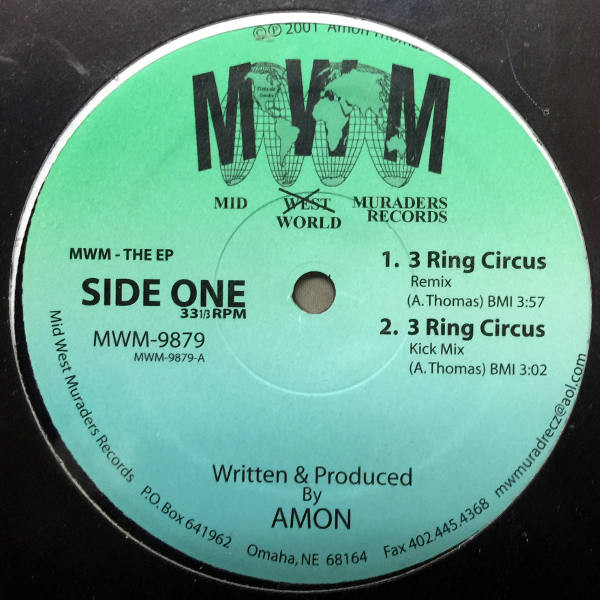 ©℗ 2001 Amon Thomas
MWM
MID WEST MURADERS
WORLD RECORDS
MWM - THE EP
SIDE ONE
33 1/3 RPM
MWM-9879
MWM-9879-A
1. 3 Ring Circus
Remix
(A. Thomas) BMI 3:57
2. 3 Ring Circus
Kick Mix
(A. Thomas) BMI 3:02
Written & Produced
By
AMON
Mid West Muraders Records P.O. Box 641962 Omaha, NE 68164 Fax 402.445.4368 mwmuradrecz@aol.com